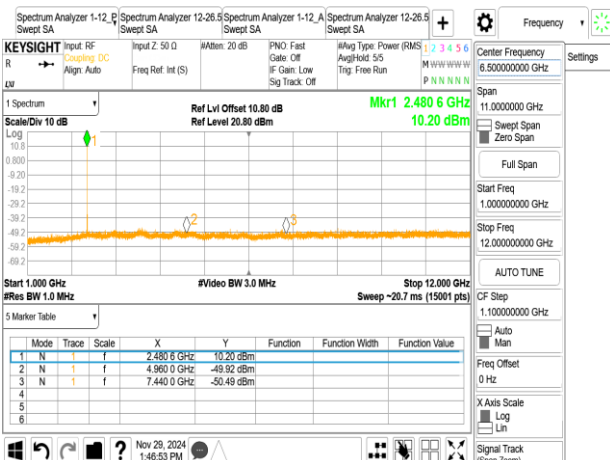 Spectrum Analyzer 1-12_P
Swept SA
Spectrum Analyzer 12-26.5
Swept SA
Spectrum Analyzer 1-12_A
Swept SA
Spectrum Analyzer 12-26.5
Swept SA
+
Frequency
Settings
KEYSIGHT
R
LXI
Input: RF
Coupling: DC
Align: Auto
Input Z: 50 Ω
Freq Ref: Int (S)
#Atten: 20 dB
PNO: Fast
Gate: Off
IF Gain: Low
Sig Track: Off
#Avg Type: Power (RMS
Avg|Hold: 5/5
Trig: Free Run
1 2 3 4 5 6
M W W W W W
P N N N N N
1 Spectrum
Scale/Div 10 dB
Ref Lvl Offset 10.80 dB
Ref Level 20.80 dBm
Mkr1 2.480 6 GHz
10.20 dBm
Log
10.8
0.800
-9.20
-19.2
-29.2
-39.2
-49.2
-59.2
-69.2
1
2
3
Start 1.000 GHz
#Res BW 1.0 MHz
#Video BW 3.0 MHz
Stop 12.000 GHz
Sweep ~20.7 ms (15001 pts)
5 Marker Table
Mode Trace Scale X Y Function Function Width Function Value
1 N 1 f 2.480 6 GHz 10.20 dBm
2 N 1 f 4.960 0 GHz -49.92 dBm
3 N 1 f 7.440 0 GHz -50.49 dBm
4
5
6
Nov 29, 2024
1:46:53 PM
Center Frequency
6.500000000 GHz
Span
11.0000000 GHz
Swept Span
Zero Span
Full Span
Start Freq
1.000000000 GHz
Stop Freq
12.000000000 GHz
AUTO TUNE
CF Step
1.100000000 GHz
Auto
Man
Freq Offset
0 Hz
X Axis Scale
Log
Lin
Signal Track
(Span Zoom)